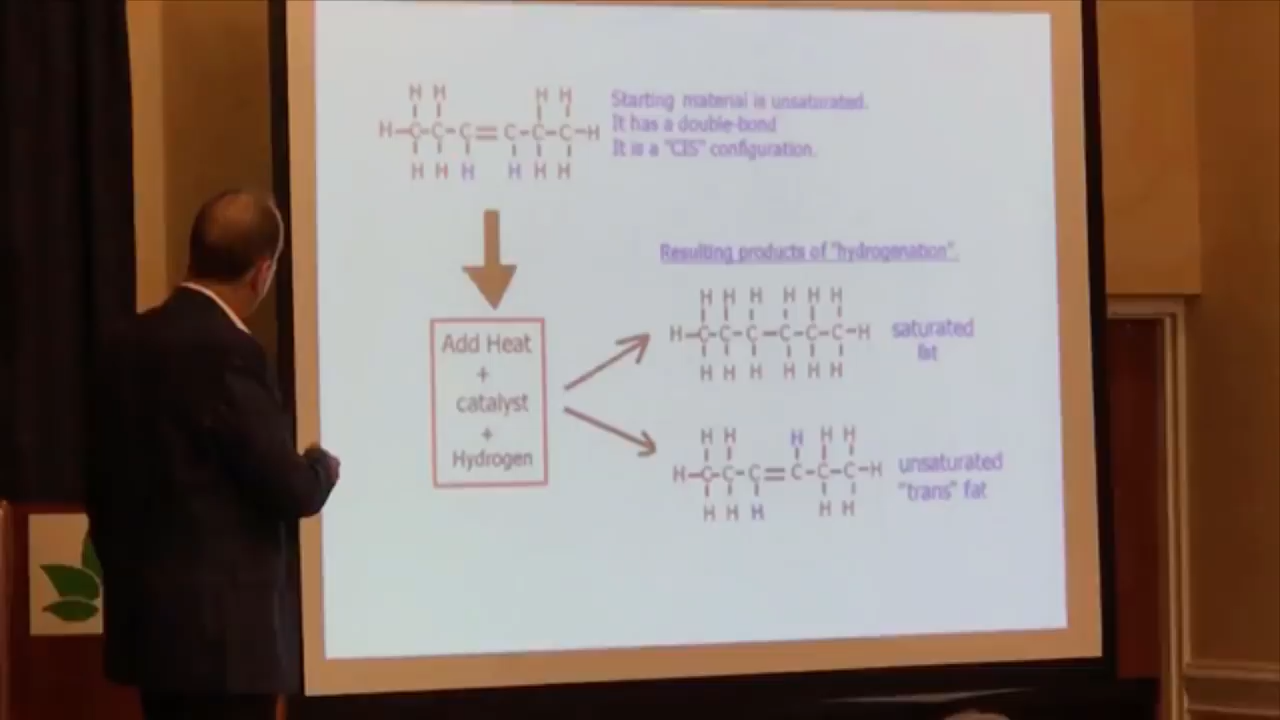 H H H H
H-C-C-C=C-C-C-H
H H H H H H
Starting material is unsaturated.
It has a double-bond
It is a "CIS" configuration.
Add Heat
+
catalyst
+
Hydrogen
Resulting products of "hydrogenation".
H H H H H H
H-C-C-C-C-C-C-H
H H H H H H
saturated
fat
H H H H H
H-C-C-C=C-C-C-H
H H H H H
unsaturated
"trans" fat